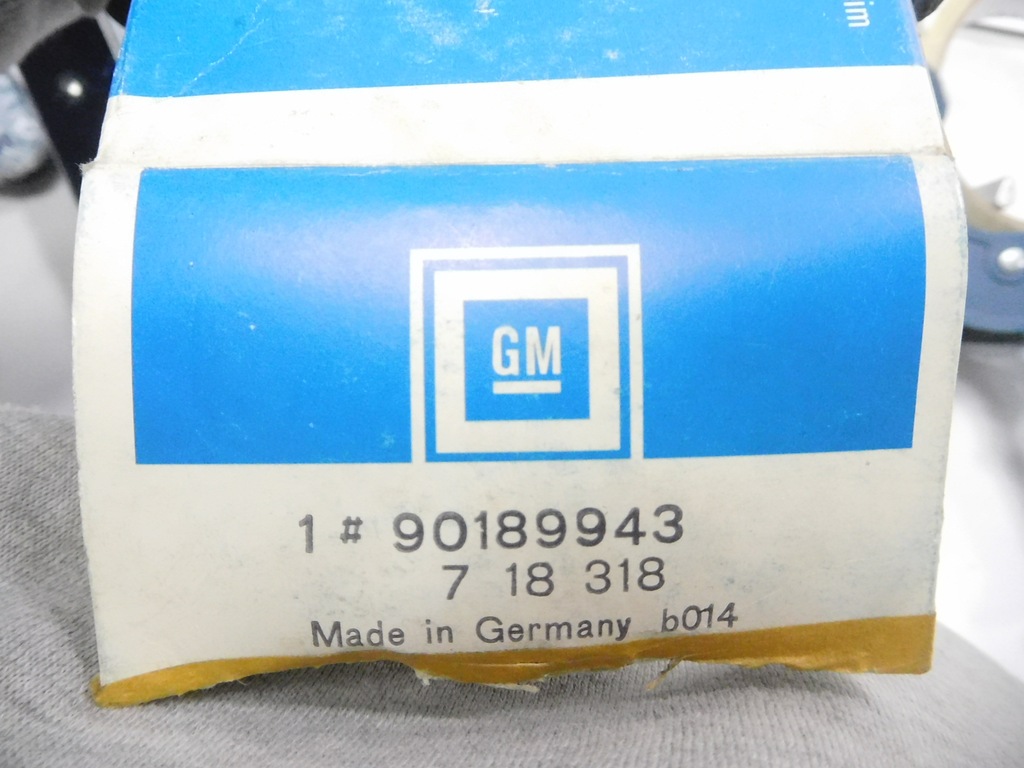 GM
1 # 90189943
7 18 318
Made in Germany b014